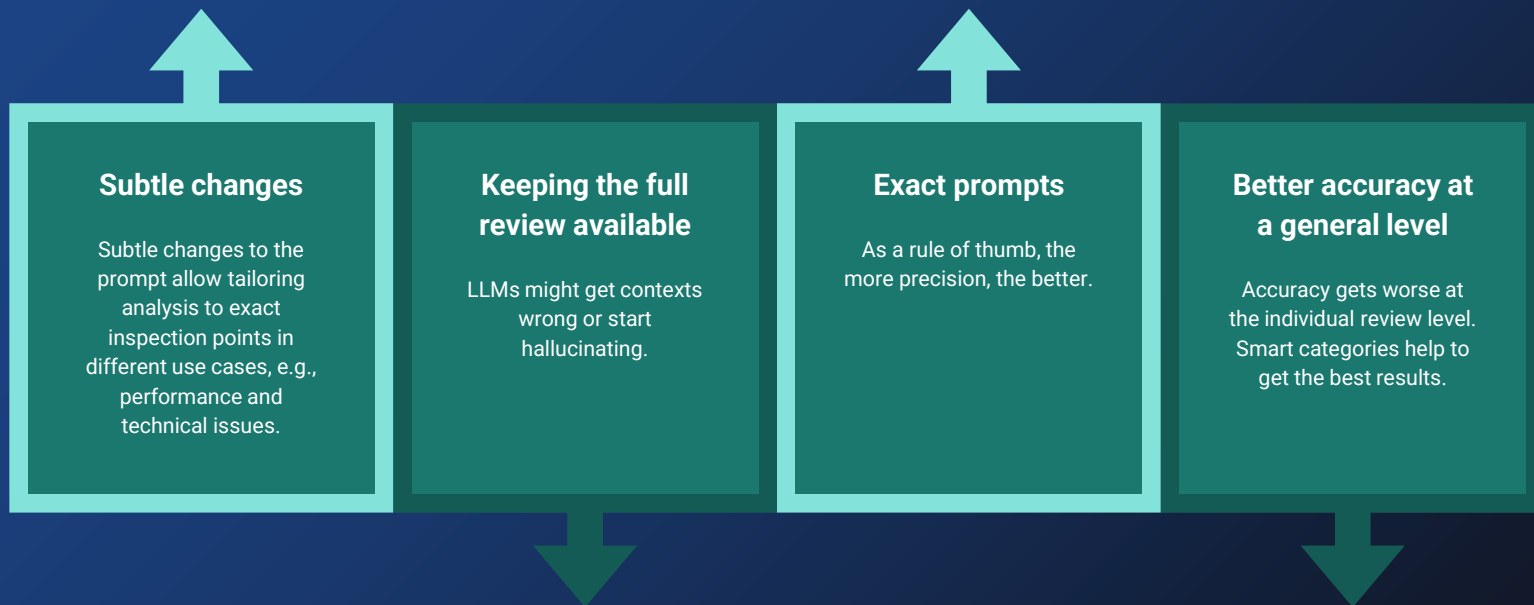 Subtle changes
Subtle changes to the
prompt allow tailoring
analysis to exact
inspection points in
different use cases, e.g.,
performance and
technical issues.
Keeping the full
review available
LLMs might get contexts
wrong or start
hallucinating.
Exact prompts
As a rule of thumb, the
more precision, the better.
Better accuracy at
a general level
Accuracy gets worse at
the individual review level.
Smart categories help to
get the best results.